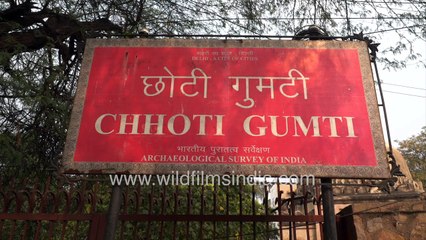 DELHI : A CITY OF CITIES
छोटी गुमटी
CHHOTI GUMTI
भारतीय पुरातत्व सर्वेक्षण
ARCHAEOLOGICAL SURVEY OF INDIA
www.wildfilmsindia.com